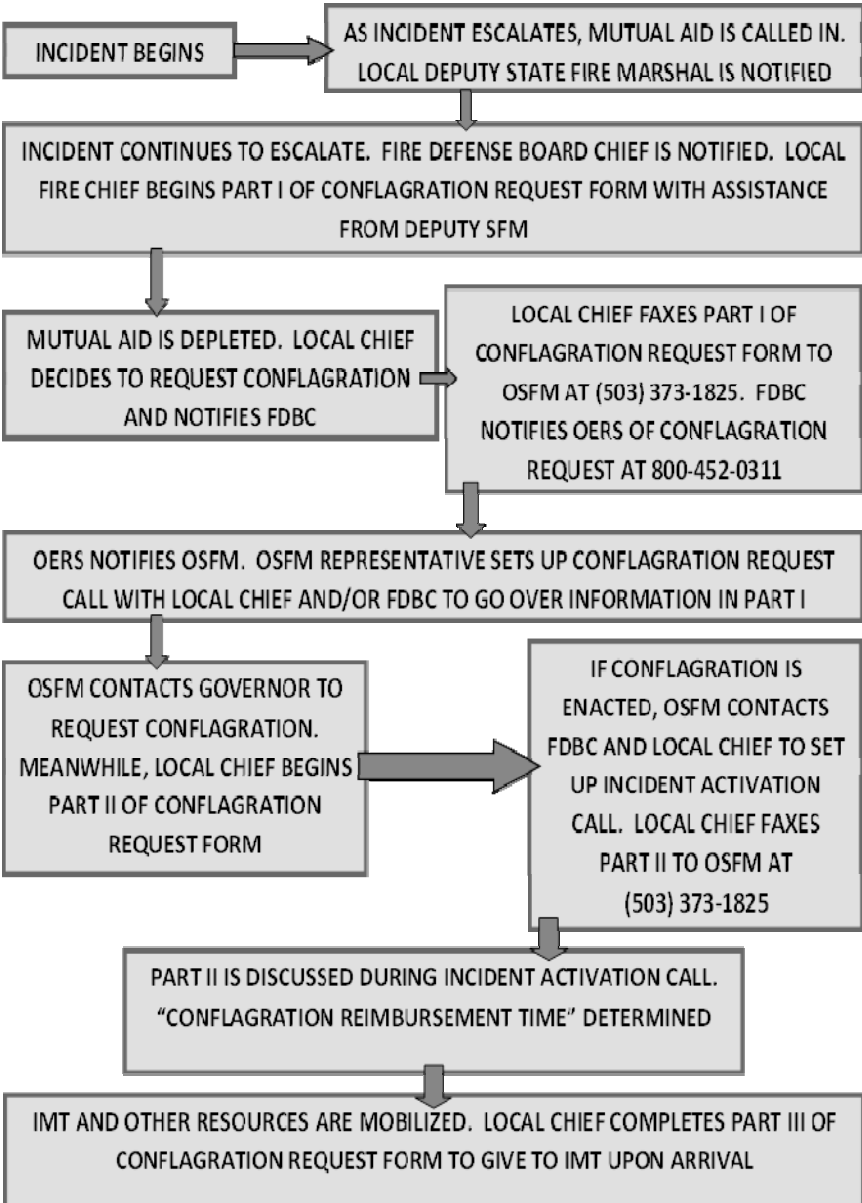 INCIDENT BEGINS
AS INCIDENT ESCALATES, MUTUAL AID IS CALLED IN.
LOCAL DEPUTY STATE FIRE MARSHAL IS NOTIFIED
INCIDENT CONTINUES TO ESCALATE. FIRE DEFENSE BOARD CHIEF IS NOTIFIED. LOCAL
FIRE CHIEF BEGINS PART I OF CONFLAGRATION REQUEST FORM WITH ASSISTANCE
FROM DEPUTY SFM
MUTUAL AID IS DEPLETED. LOCAL CHIEF
DECIDES TO REQUEST CONFLAGRATION
AND NOTIFIES FDBC
LOCAL CHIEF FAXES PART I OF
CONFLAGRATION REQUEST FORM TO
OSFM AT (503) 373-1825. FDBC
NOTIFIES OERS OF CONFLAGRATION
REQUEST AT 800-452-0311
OERS NOTIFIES OSFM. OSFM REPRESENTATIVE SETS UP CONFLAGRATION REQUEST
CALL WITH LOCAL CHIEF AND/OR FDBC TO GO OVER INFORMATION IN PART I
OSFM CONTACTS GOVERNOR TO
REQUEST CONFLAGRATION.
MEANWHILE, LOCAL CHIEF BEGINS
PART II OF CONFLAGRATION
REQUEST FORM
IF CONFLAGRATION IS
ENACTED, OSFM CONTACTS
FDBC AND LOCAL CHIEF TO SET
UP INCIDENT ACTIVATION
CALL. LOCAL CHIEF FAXES
PART II TO OSFM AT
(503) 373-1825
PART II IS DISCUSSED DURING INCIDENT ACTIVATION CALL.
“CONFLAGRATION REIMBURSEMENT TIME” DETERMINED
IMT AND OTHER RESOURCES ARE MOBILIZED. LOCAL CHIEF COMPLETES PART III OF
CONFLAGRATION REQUEST FORM TO GIVE TO IMT UPON ARRIVAL